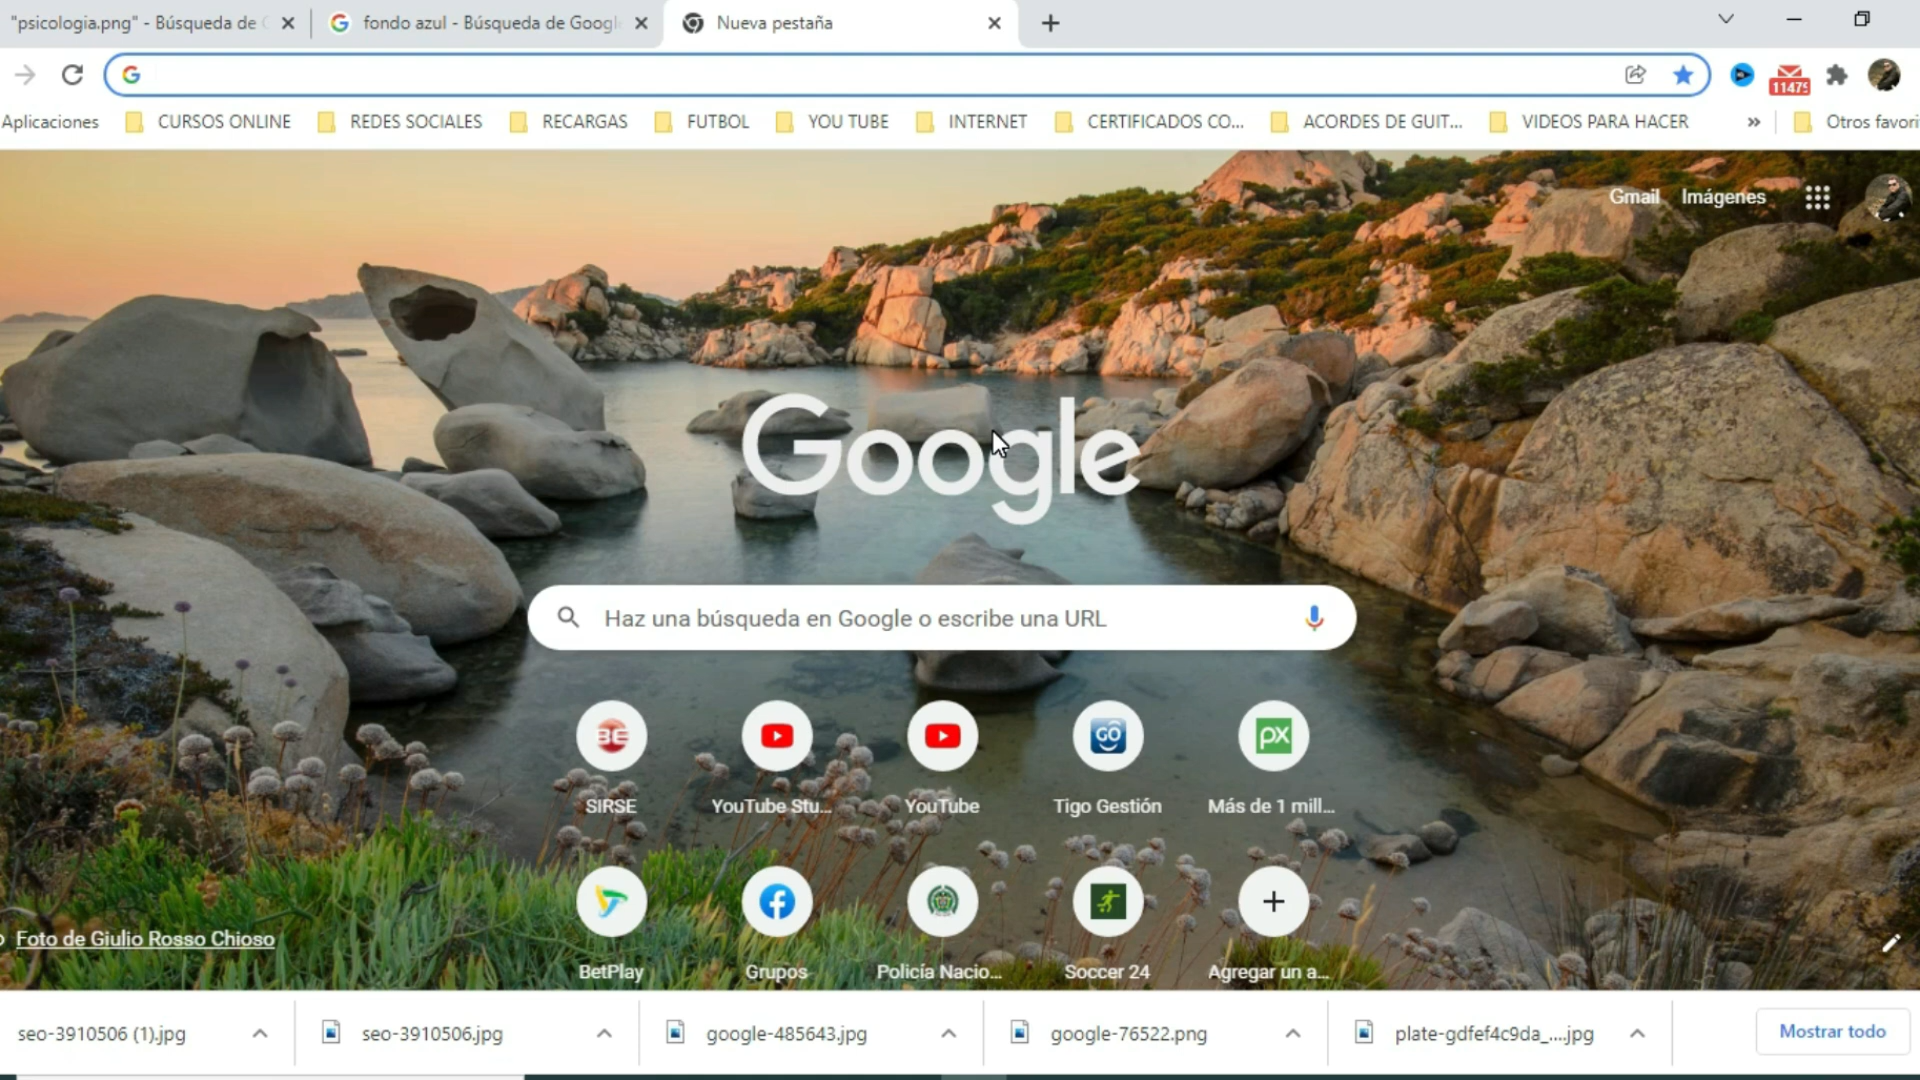 "psicologia.png" - Búsqueda de
fondo azul - Búsqueda de Googl
Nueva pestaña
11479
Aplicaciones
CURSOS ONLINE
REDES SOCIALES
RECARGAS
FUTBOL
YOU TUBE
INTERNET
CERTIFICADOS CO...
ACORDES DE GUIT...
VIDEOS PARA HACER
»
Otros favori
Gmail
Imágenes
Google
Haz una búsqueda en Google o escribe una URL
BE
GO
px
SIRSE
YouTube Stu...
YouTube
Tigo Gestión
Más de 1 mill...
BetPlay
Grupos
Policía Nacio...
Soccer 24
Agregar un a...
Foto de Giulio Rosso Chioso
seo-3910506 (1).jpg
seo-3910506.jpg
google-485643.jpg
google-76522.png
plate-gdfef4c9da_....jpg
Mostrar todo